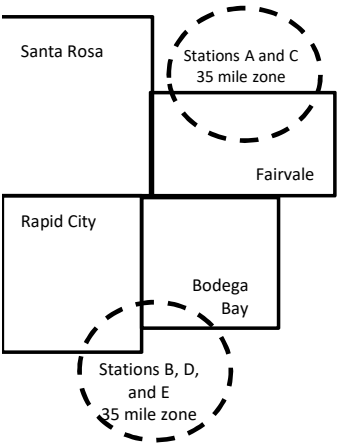 Santa Rosa
Stations A and C
35 mile zone
Fairvale
Rapid City
Bodega
Bay
Stations B, D,
and E
35 mile zone